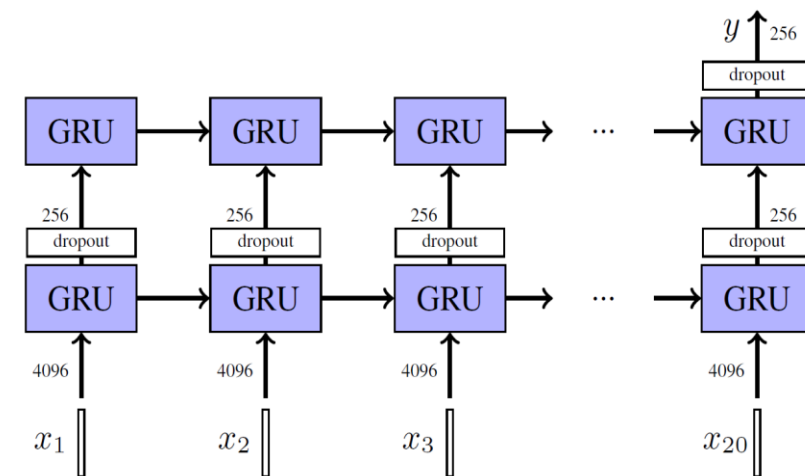 y 256
dropout
GRU GRU GRU ... GRU
256 256 256 256
dropout dropout dropout dropout
GRU GRU GRU ... GRU
4096 4096 4096 4096
x₁ x₂ x₃ x₂₀